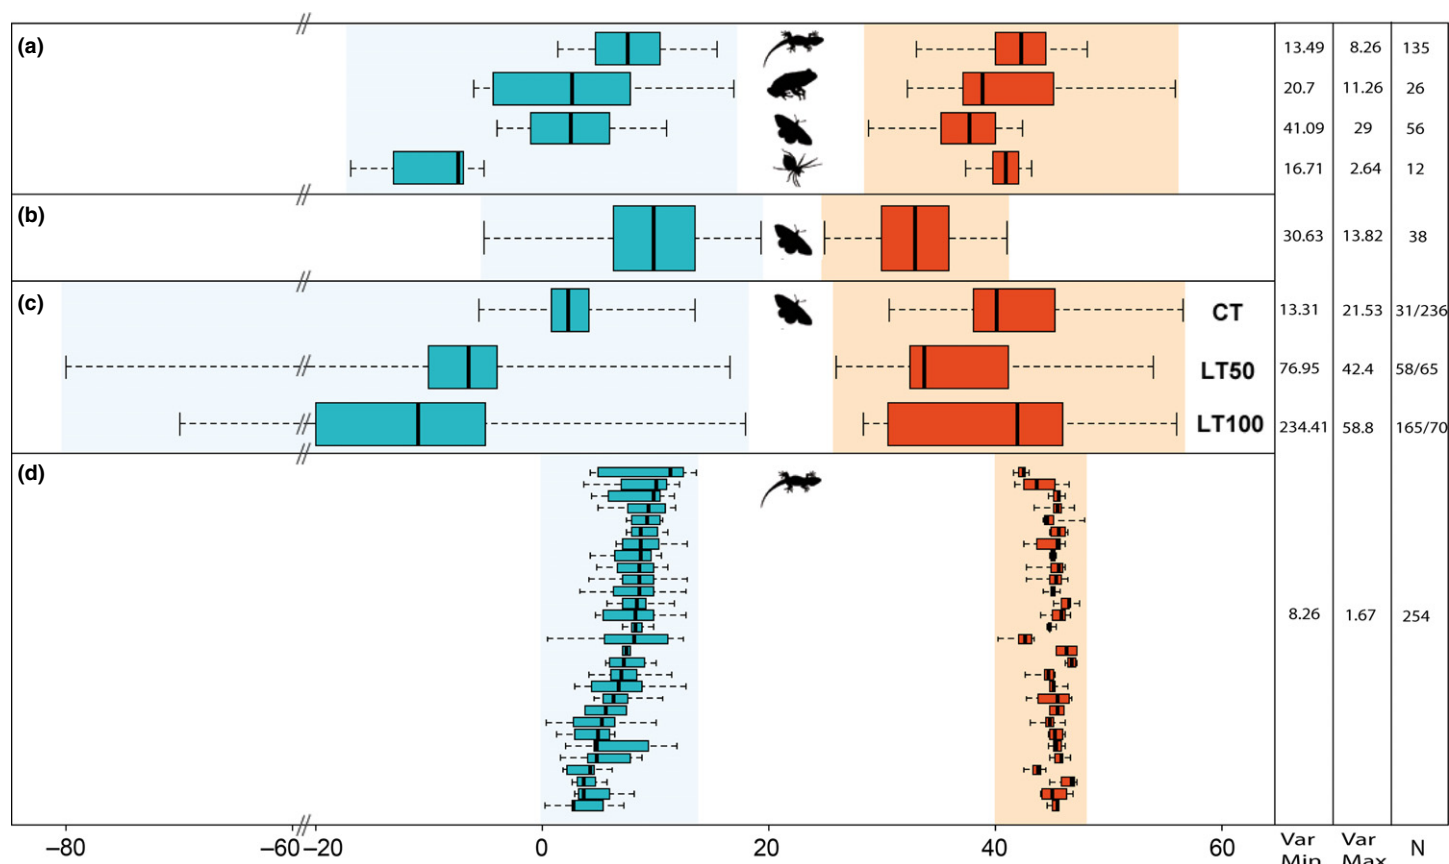 (a)
13.49 8.26 135
20.7 11.26 26
41.09 29 56
16.71 2.64 12
(b)
30.63 13.82 38
(c)
CT 13.31 21.53 31/236
LT50 76.95 42.4 58/65
LT100 234.41 58.8 165/70
(d)
8.26 1.67 254
−80 −60 −20 0 20 40 60
Var Var N
Min Max